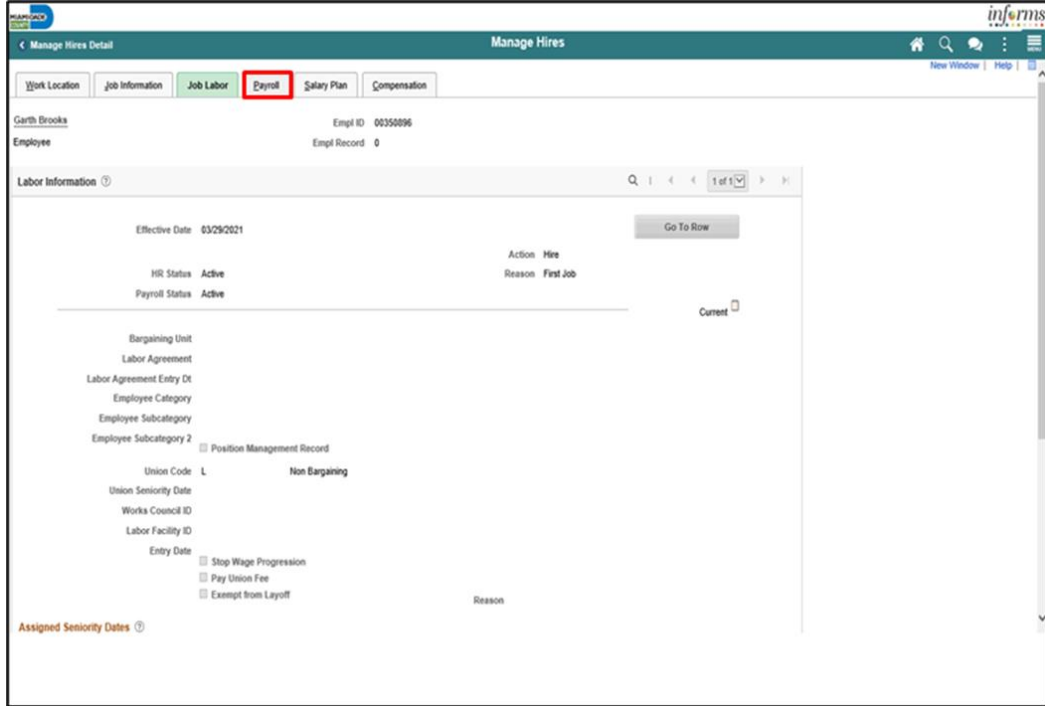 MIAMI-DADE
COUNTY
informs
Manage Hires Detail
Manage Hires
MENU
New Window | Help |
Work Location Job Information Job Labor Payroll Salary Plan Compensation
Garth Brooks Empl ID 00350896
Employee Empl Record 0
Labor Information
1 of 1
Effective Date 03/29/2021
Go To Row
Action Hire
HR Status Active Reason First Job
Payroll Status Active
Current
Bargaining Unit
Labor Agreement
Labor Agreement Entry Dt
Employee Category
Employee Subcategory
Employee Subcategory 2
Position Management Record
Union Code L Non Bargaining
Union Seniority Date
Works Council ID
Labor Facility ID
Entry Date
Stop Wage Progression
Pay Union Fee
Exempt from Layoff
Reason
Assigned Seniority Dates